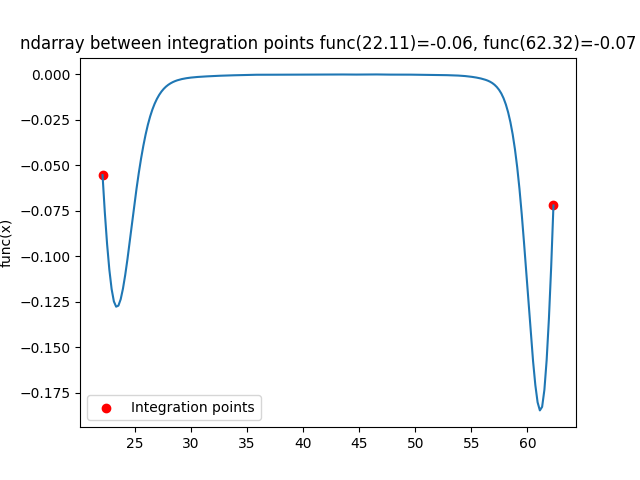 ndarray between integration points func(22.11)=-0.06, func(62.32)=-0.07
0.000
−0.025
−0.050
−0.075
−0.100
−0.125
−0.150
−0.175
func(x)
Integration points
25 30 35 40 45 50 55 60